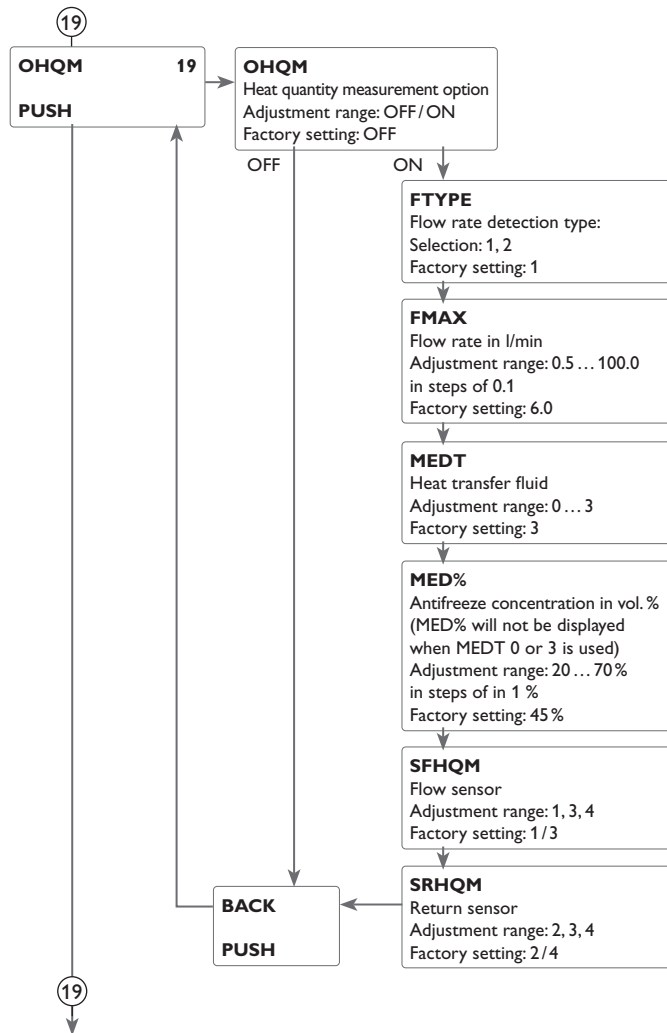 19
OHQM 19
PUSH
OHQM
Heat quantity measurement option
Adjustment range: OFF/ON
Factory setting: OFF
OFF
ON
FTYPE
Flow rate detection type:
Selection: 1, 2
Factory setting: 1
FMAX
Flow rate in l/min
Adjustment range: 0.5 ... 100.0
in steps of 0.1
Factory setting: 6.0
MEDT
Heat transfer fluid
Adjustment range: 0 ... 3
Factory setting: 3
MED%
Antifreeze concentration in vol. %
(MED% will not be displayed
when MEDT 0 or 3 is used)
Adjustment range: 20 ... 70%
in steps of in 1 %
Factory setting: 45%
SFHQM
Flow sensor
Adjustment range: 1, 3, 4
Factory setting: 1/3
SRHQM
Return sensor
Adjustment range: 2, 3, 4
Factory setting: 2/4
BACK
PUSH
19